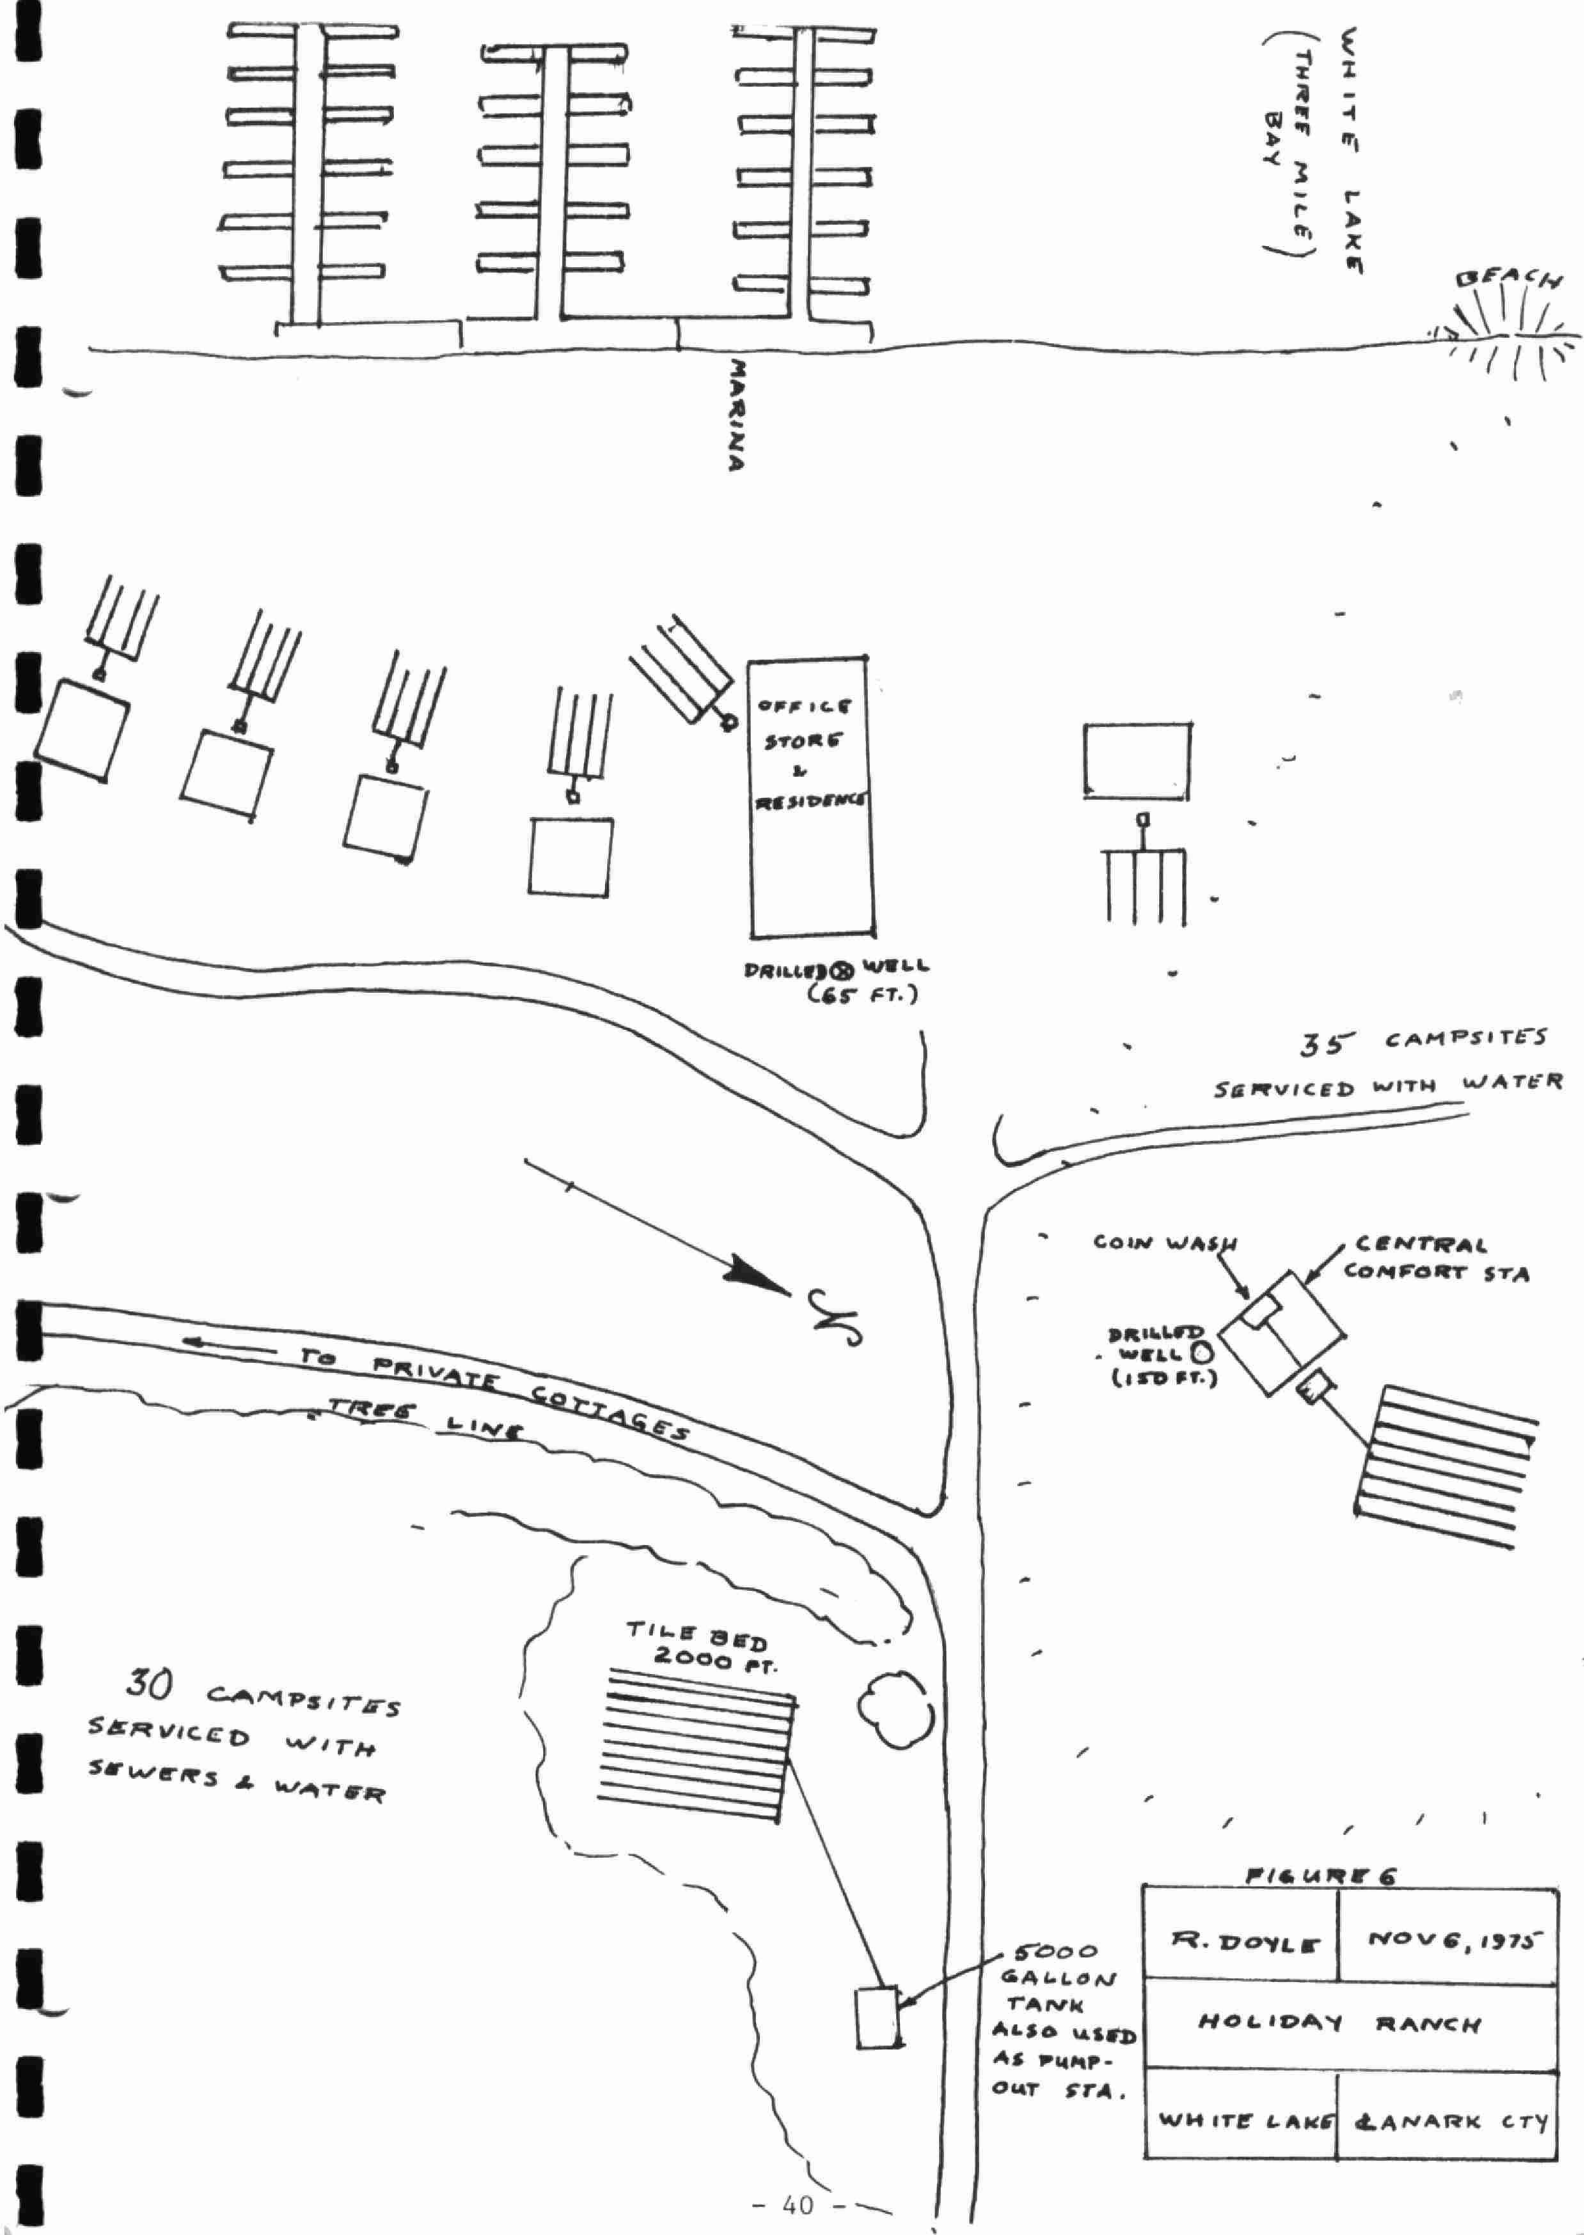 WHITE LAKE
(THREE MILE)
BAY
BEACH
MARINA
OFFICE
STORE
&
RESIDENCE
DRILLED WELL
(65 FT.)
35 CAMPSITES
SERVICED WITH WATER
N
COIN WASH
CENTRAL
COMFORT STA
DRILLED
WELL
(150 FT.)
TO PRIVATE COTTAGES
TREE LINE
TILE BED
2000 FT.
30 CAMPSITES
SERVICED WITH
SEWERS & WATER
5000
GALLON
TANK
ALSO USED
AS PUMP-
OUT STA.
FIGURE 6
R. DOYLE
NOV 6, 1975
HOLIDAY RANCH
WHITE LAKE
LANARK CTY
- 40 -